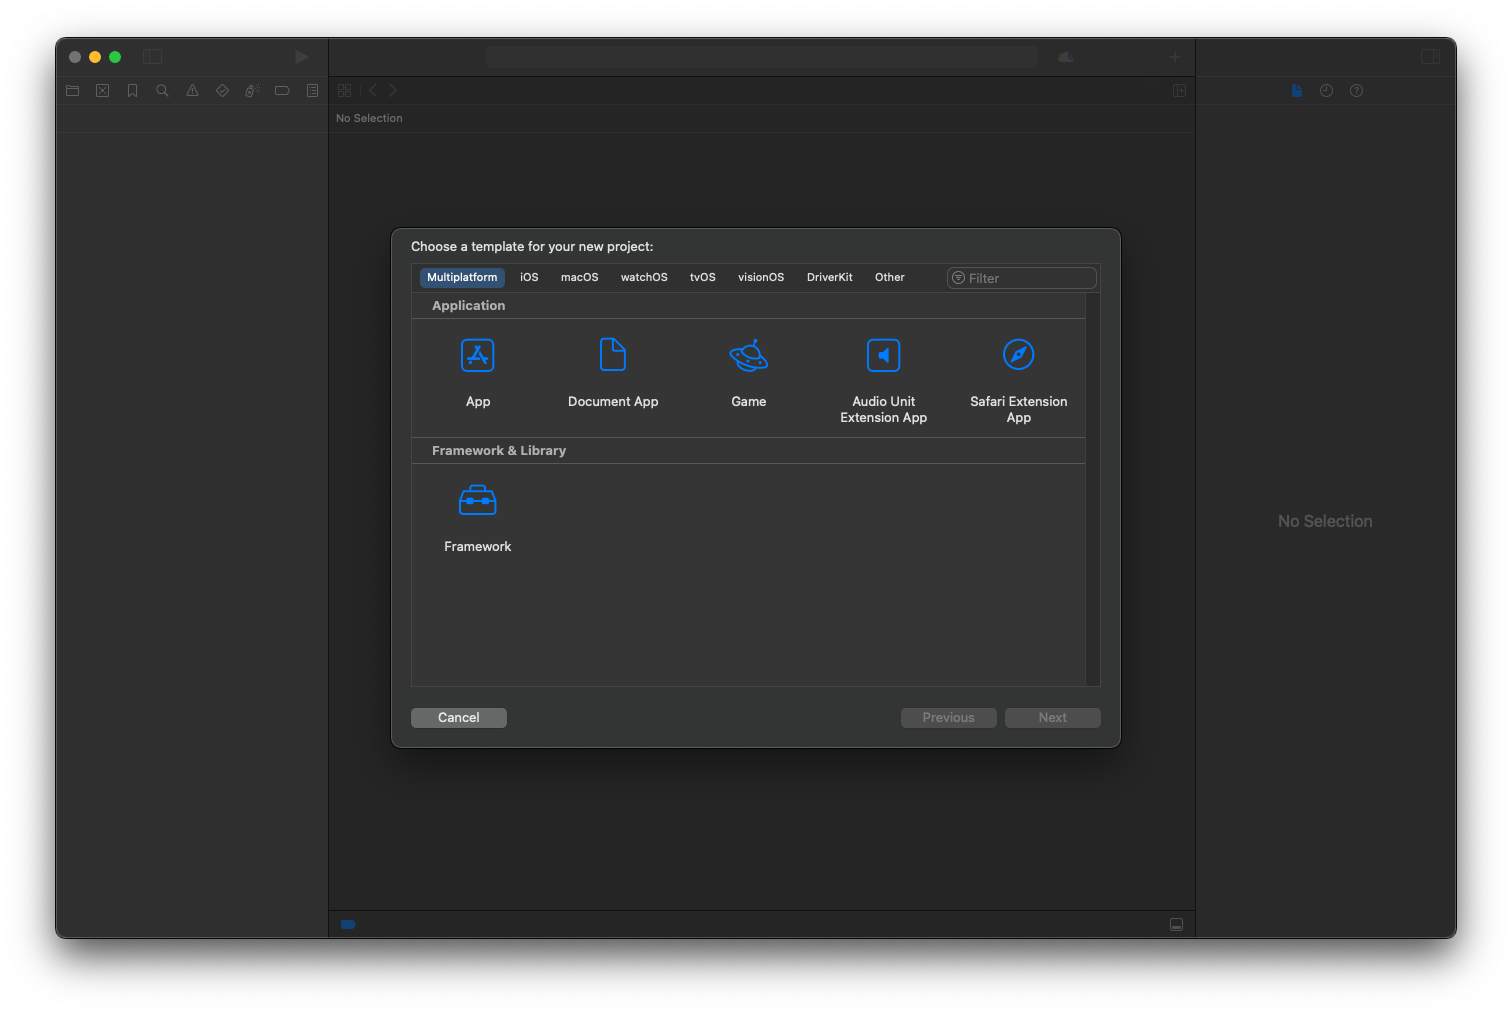 No Selection
Choose a template for your new project:
Multiplatform iOS macOS watchOS tvOS visionOS DriverKit Other Filter
Application
App Document App Game Audio Unit Extension App Safari Extension App
Framework & Library
Framework
No Selection
Cancel Previous Next